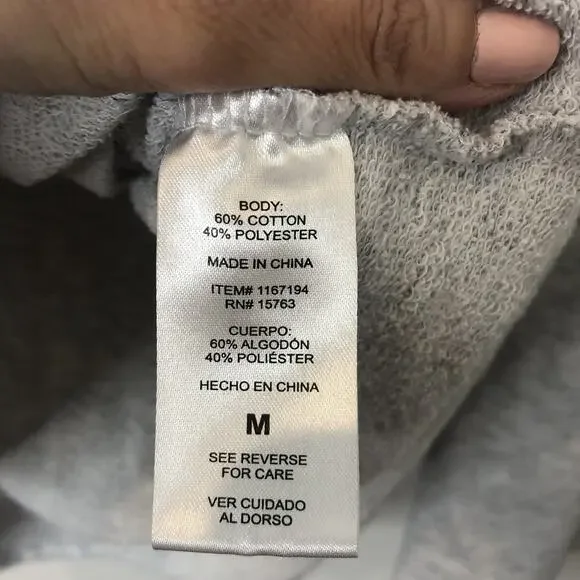 BODY:
60% COTTON
40% POLYESTER
MADE IN CHINA
ITEM# 1167194
RN# 15763
CUERPO:
60% ALGODÓN
40% POLIÉSTER
HECHO EN CHINA
M
SEE REVERSE
FOR CARE
VER CUIDADO
AL DORSO